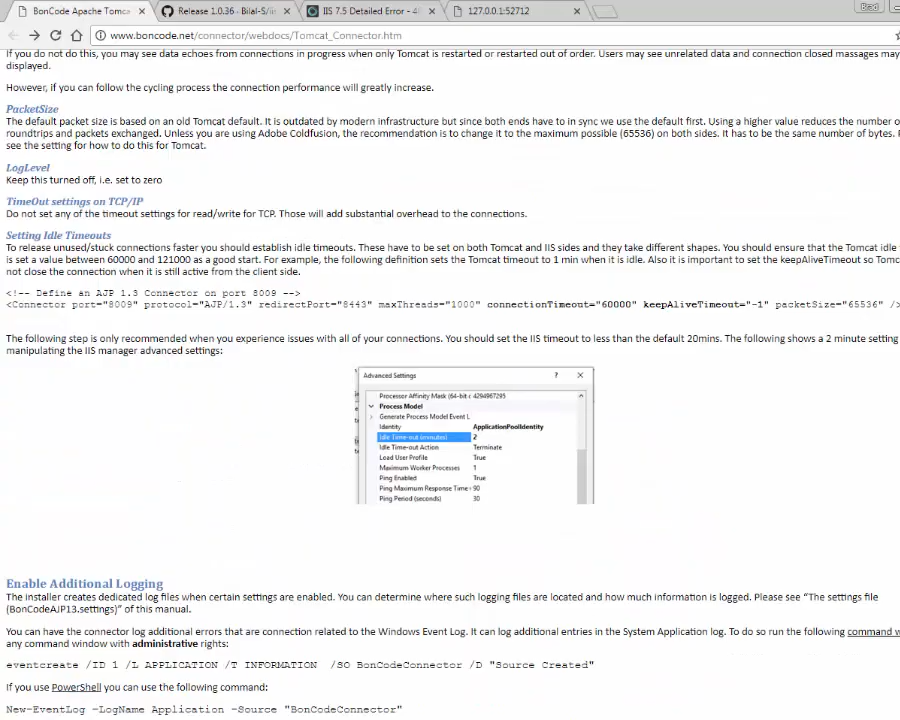 BonCode Apache Tomca
Release 1.0.36 · Bilal-S/ii
IIS 7.5 Detailed Error - 4
127.0.0.1:52712
Brad
www.boncode.net/connector/webdocs/Tomcat_Connector.htm
If you do not do this, you may see data echoes from connections in progress when only Tomcat is restarted or restarted out of order. Users may see unrelated data and connection closed massages may
displayed.
However, if you can follow the cycling process the connection performance will greatly increase.
PacketSize
The default packet size is based on an old Tomcat default. It is outdated by modern infrastructure but since both ends have to in sync we use the default first. Using a higher value reduces the number o
roundtrips and packets exchanged. Unless you are using Adobe Coldfusion, the recommendation is to change it to the maximum possible (65536) on both sides. It has to be the same number of bytes.
see the setting for how to do this for Tomcat.
LogLevel
Keep this turned off, i.e. set to zero
TimeOut settings on TCP/IP
Do not set any of the timeout settings for read/write for TCP. Those will add substantial overhead to the connections.
Setting Idle Timeouts
To release unused/stuck connections faster you should establish idle timeouts. These have to be set on both Tomcat and IIS sides and they take different shapes. You should ensure that the Tomcat idle
is set a value between 60000 and 121000 as a good start. For example, the following definition sets the Tomcat timeout to 1 min when it is idle. Also it is important to set the keepAliveTimeout so Tomc
not close the connection when it is still active from the client side.
<!-- Define an AJP 1.3 Connector on port 8009 -->
<Connector port="8009" protocol="AJP/1.3" redirectPort="8443" maxThreads="1000" connectionTimeout="60000" keepAliveTimeout="-1" packetSize="65536" />
The following step is only recommended when you experience issues with all of your connections. You should set the IIS timeout to less than the default 20mins. The following shows a 2 minute setting
manipulating the IIS manager advanced settings:
Advanced Settings ?
Processor Affinity Mask (64-bit c 4294967295
Process Model
Generate Process Model Event L
Identity ApplicationPoolIdentity
Idle Time-out (minutes) 2
Idle Time-out Action Terminate
Load User Profile True
Maximum Worker Processes 1
Ping Enabled True
Ping Maximum Response Time 90
Ping Period (seconds) 30
Enable Additional Logging
The installer creates dedicated log files when certain settings are enabled. You can determine where such logging files are located and how much information is logged. Please see “The settings file
(BonCodeAJP13.settings)” of this manual.
You can have the connector log additional errors that are connection related to the Windows Event Log. It can log additional entries in the System Application log. To do so run the following command w
any command window with administrative rights:
eventcreate /ID 1 /L APPLICATION /T INFORMATION /SO BonCodeConnector /D "Source Created"
If you use PowerShell you can use the following command:
New-EventLog -LogName Application -Source "BonCodeConnector"